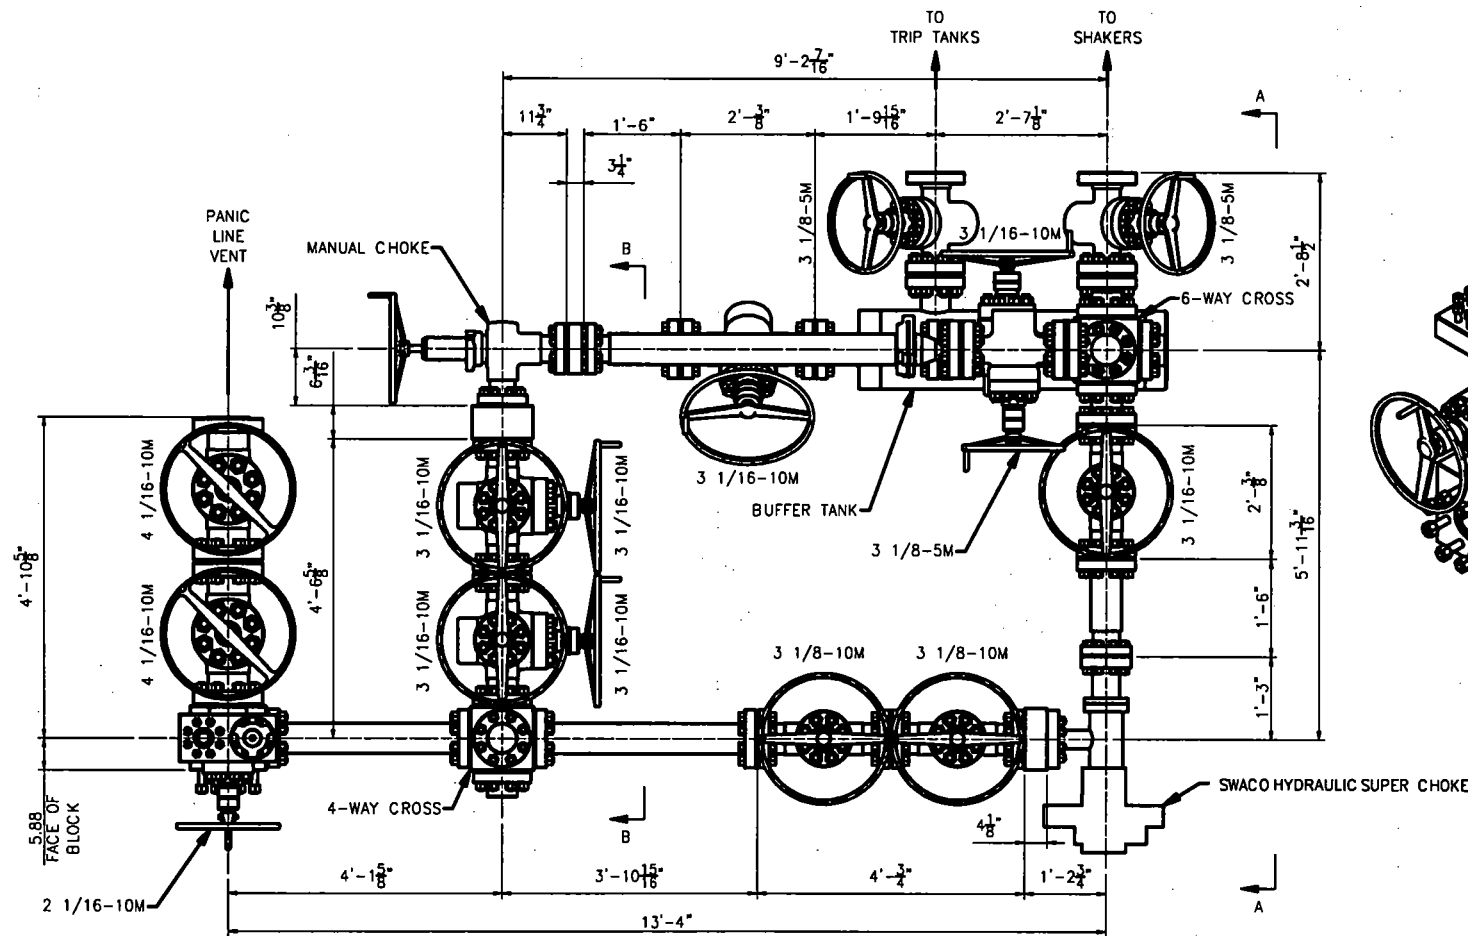 TO
TRIP TANKS
TO
SHAKERS
9'-2 7/16"
A
11 3/4"
1'-6"
2'-3/8"
1'-9 15/16"
2'-7 1/8"
3 1/4"
PANIC
LINE
VENT
MANUAL CHOKE
B
3 1/8-5M
3 1/16-10M
3 1/8-5M
2'-8 1/2"
6-WAY CROSS
10 3/8"
6 3/16"
4 1/16-10M
3 1/16-10M
3 1/16-10M
3 1/16-10M
BUFFER TANK
3 1/8-5M
3 1/16-10M
2'-3/8"
5'-11 3/16"
4'-10 5/8"
4'-6 5/8"
4 1/16-10M
3 1/16-10M
3 1/16-10M
1'-6"
3 1/8-10M
3 1/8-10M
1'-3"
5.88
FACE OF
BLOCK
4-WAY CROSS
B
4 1/8"
SWACO HYDRAULIC SUPER CHOKE
2 1/16-10M
4'-1 5/8"
3'-10 15/16"
4'-3/4"
1'-2 3/4"
A
13'-4"